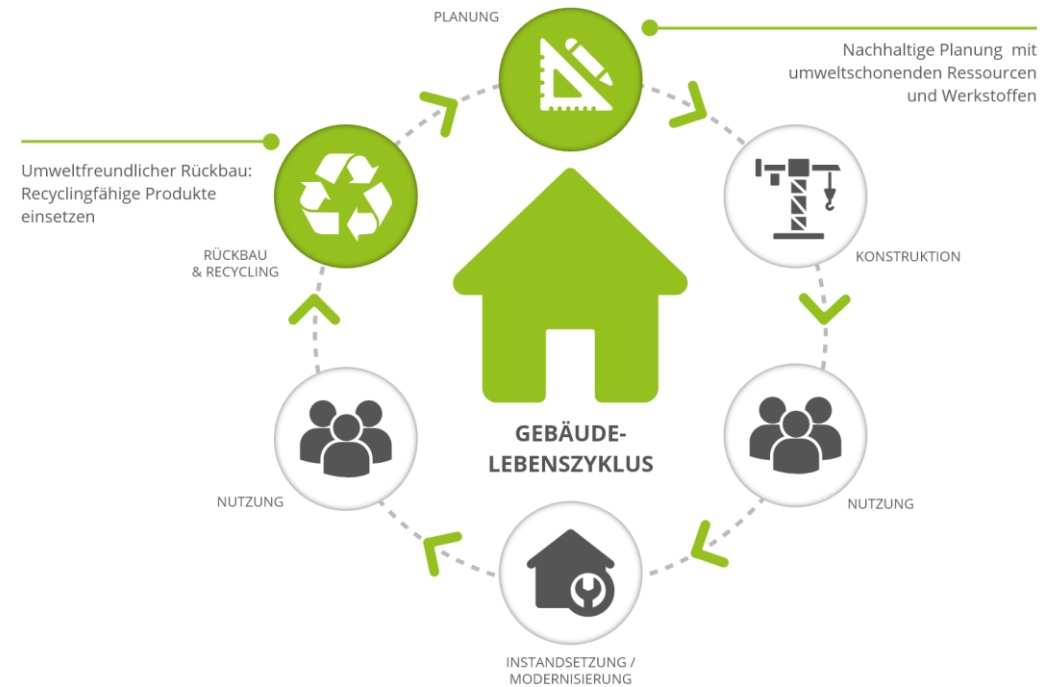 PLANUNG
Nachhaltige Planung mit
umweltschonenden Ressourcen
und Werkstoffen
Umweltfreundlicher Rückbau:
Recyclingfähige Produkte
einsetzen
RÜCKBAU
& RECYCLING
KONSTRUKTION
GEBÄUDE-
LEBENSZYKLUS
NUTZUNG
NUTZUNG
INSTANDSETZUNG /
MODERNISIERUNG